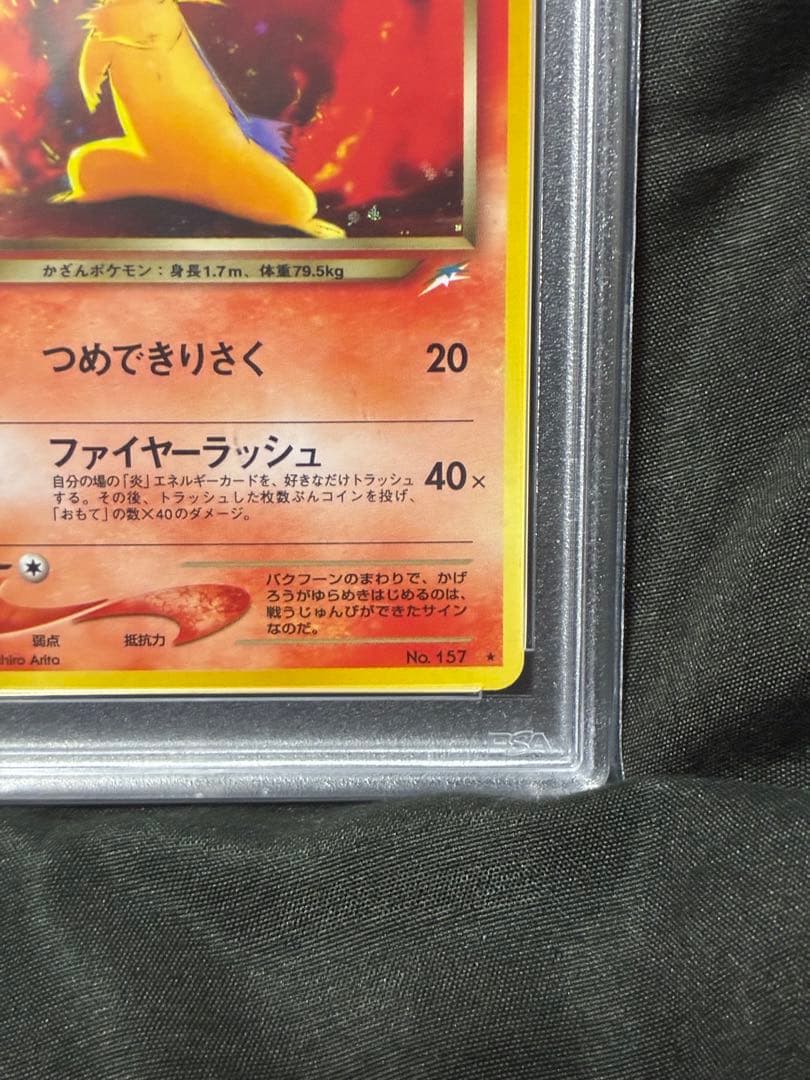 かざんポケモン：身長1.7m、体重79.5kg
つめできりさく 20
ファイヤーラッシュ
自分の場の「炎」エネルギーカードを、好きなだけトラッシュ
する。その後、トラッシュした枚数ぶんコインを投げ、
「おもて」の数×40のダメージ。
40×
バクフーンのまわりで、かげ
ろうがゆらめきはじめるのは、
戦うじゅんびができたサイン
なのだ。
弱点 抵抗力
hiro Arita
No. 157 ★
PSA